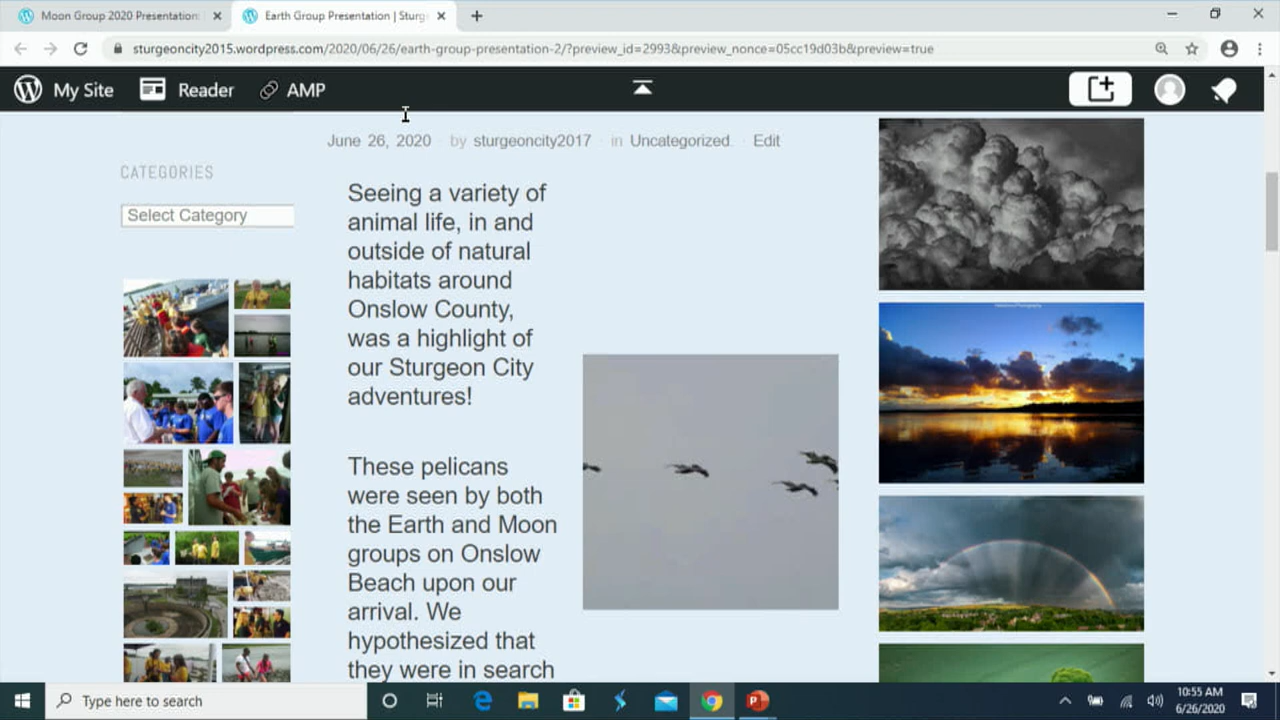 Moon Group 2020 Presentation
Earth Group Presentation | Sturg
sturgeoncity2015.wordpress.com/2020/06/26/earth-group-presentation-2/?preview_id=2993&preview_nonce=05cc19d03b&preview=true
My Site
Reader
AMP
June 26, 2020 · by sturgeoncity2017 · in Uncategorized. · Edit
CATEGORIES
Select Category
Seeing a variety of
animal life, in and
outside of natural
habitats around
Onslow County,
was a highlight of
our Sturgeon City
adventures!
These pelicans
were seen by both
the Earth and Moon
groups on Onslow
Beach upon our
arrival. We
hypothesized that
they were in search
Type here to search
10:55 AM
6/26/2020